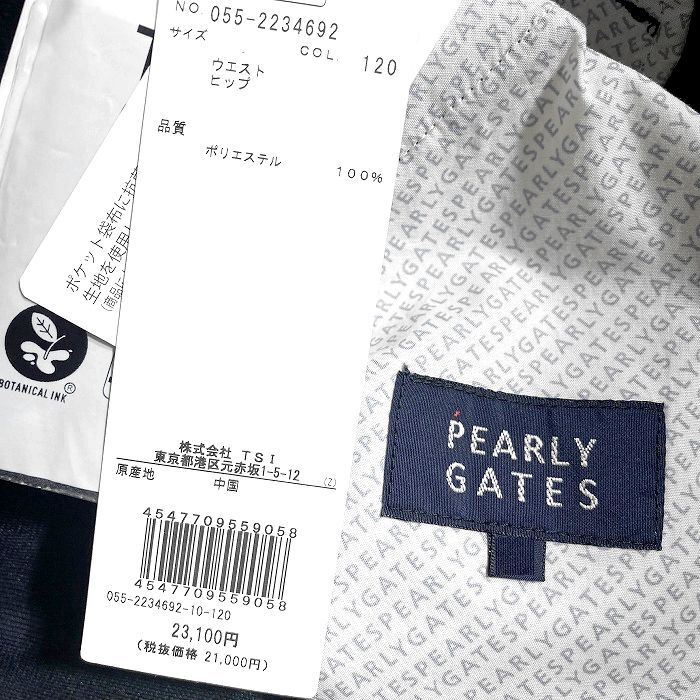 NO. 055-2234692
サイズ
COL. 120
ウエスト
ヒップ
品質
ポリエステル 100%
ポケット袋布に抗
生地を使用
BOTANICAL INK ®
株式会社 TSI
東京都港区元赤坂1-5-12 (Z)
原産地 中国
4547709559058
4547709559058
055-2234692-10-120
23,100円
(税抜価格 21,000円)
PEARLY
GATES
PEARLYGATESPEARLYGATESPEARLYGATES